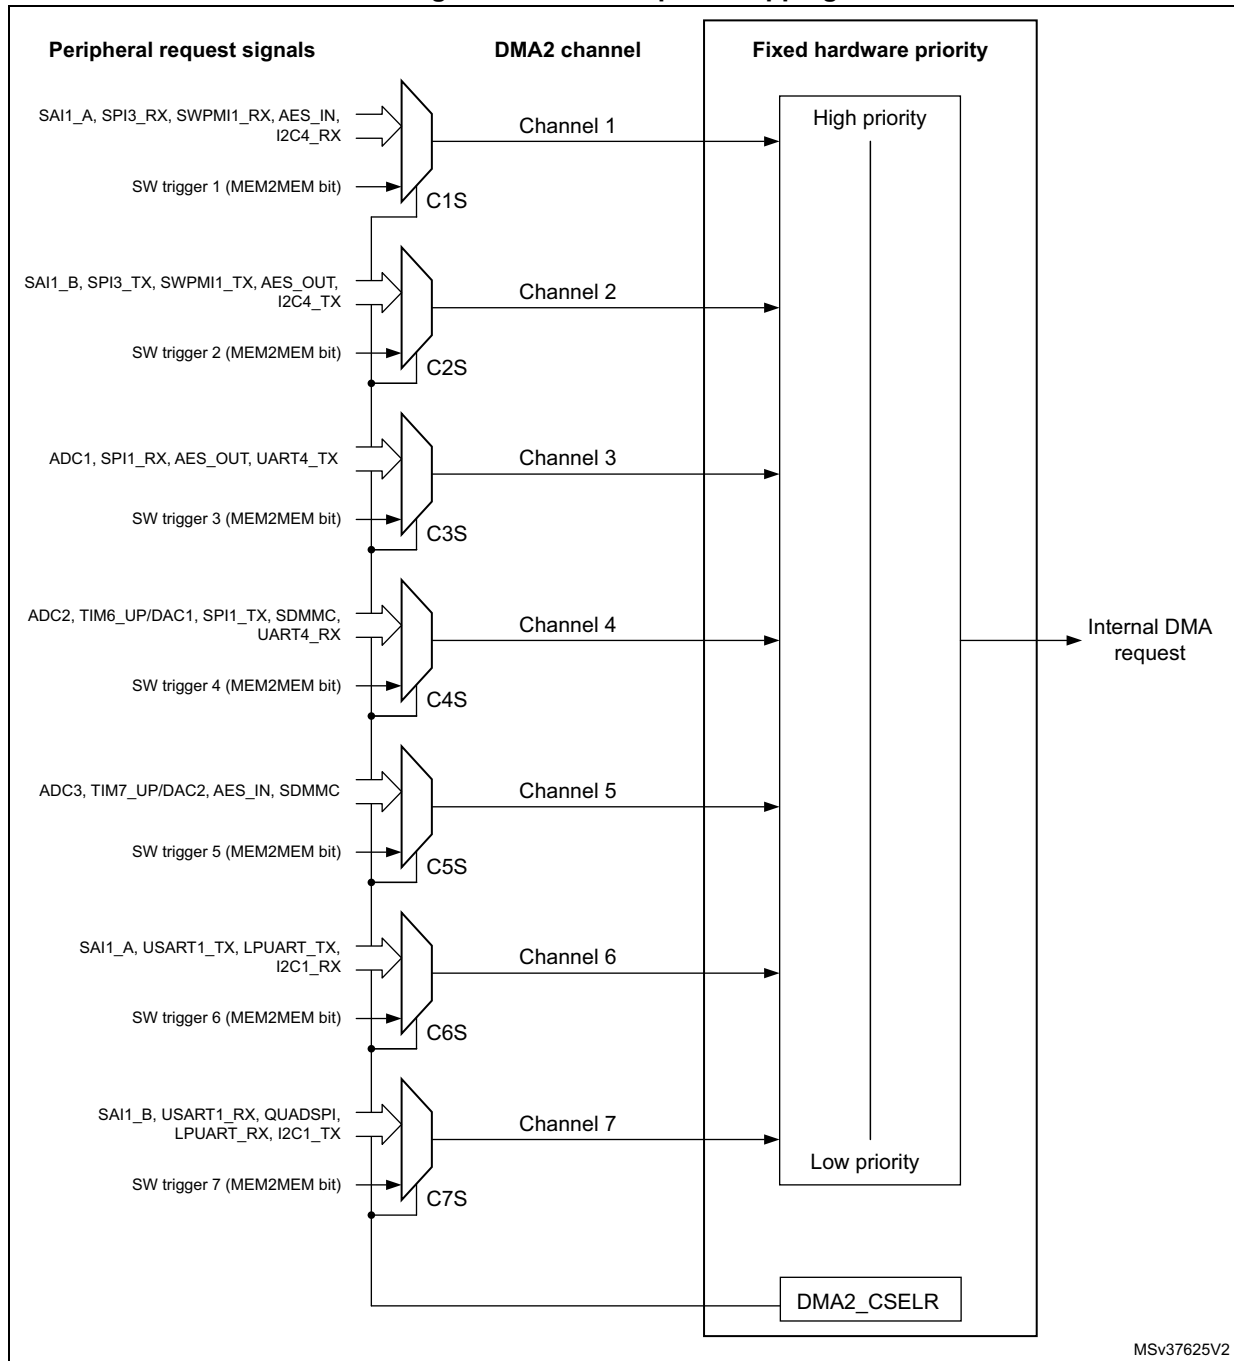 Peripheral request signals
DMA2 channel
Fixed hardware priority
SAI1_A, SPI3_RX, SWPMI1_RX, AES_IN,
I2C4_RX
Channel 1
High priority
SW trigger 1 (MEM2MEM bit)
C1S
SAI1_B, SPI3_TX, SWPMI1_TX, AES_OUT,
I2C4_TX
Channel 2
SW trigger 2 (MEM2MEM bit)
C2S
ADC1, SPI1_RX, AES_OUT, UART4_TX
Channel 3
SW trigger 3 (MEM2MEM bit)
C3S
ADC2, TIM6_UP/DAC1, SPI1_TX, SDMMC,
UART4_RX
Channel 4
Internal DMA
request
SW trigger 4 (MEM2MEM bit)
C4S
ADC3, TIM7_UP/DAC2, AES_IN, SDMMC
Channel 5
SW trigger 5 (MEM2MEM bit)
C5S
SAI1_A, USART1_TX, LPUART_TX,
I2C1_RX
Channel 6
SW trigger 6 (MEM2MEM bit)
C6S
SAI1_B, USART1_RX, QUADSPI,
LPUART_RX, I2C1_TX
Channel 7
Low priority
SW trigger 7 (MEM2MEM bit)
C7S
DMA2_CSELR
MSv37625V2